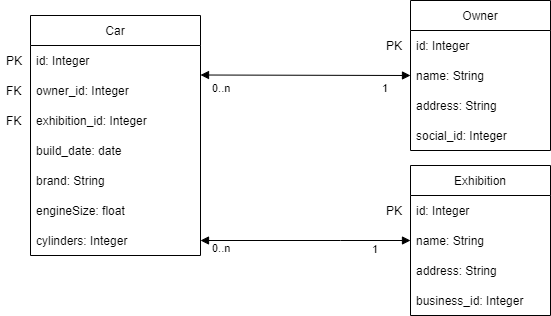 Car
PK id: Integer
FK owner_id: Integer
FK exhibition_id: Integer
build_date: date
brand: String
engineSize: float
cylinders: Integer
0..n 1
0..n 1
Owner
PK id: Integer
name: String
address: String
social_id: Integer
Exhibition
PK id: Integer
name: String
address: String
business_id: Integer